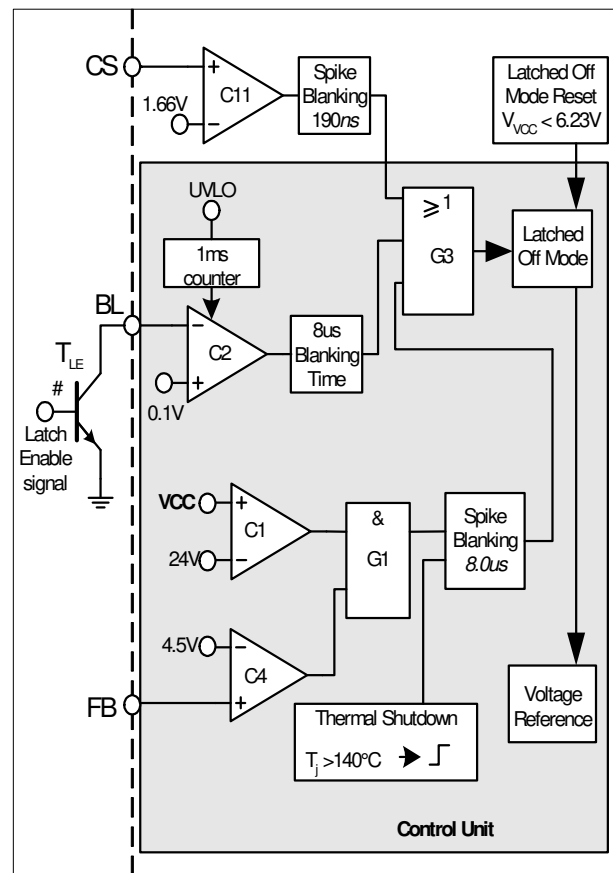 CS
+
C11
1.66V
−
Spike
Blanking
190ns
Latched Off
Mode Reset
V_VCC < 6.23V
UVLO
1ms
counter
⩾ 1
G3
Latched
Off Mode
BL
−
C2
+
0.1V
8us
Blanking
Time
T_LE
#
Latch
Enable
signal
VCC
+
C1
24V
−
&
G1
Spike
Blanking
8.0us
4.5V
−
C4
FB
+
Thermal Shutdown
T_j >140°C
Voltage
Reference
Control Unit